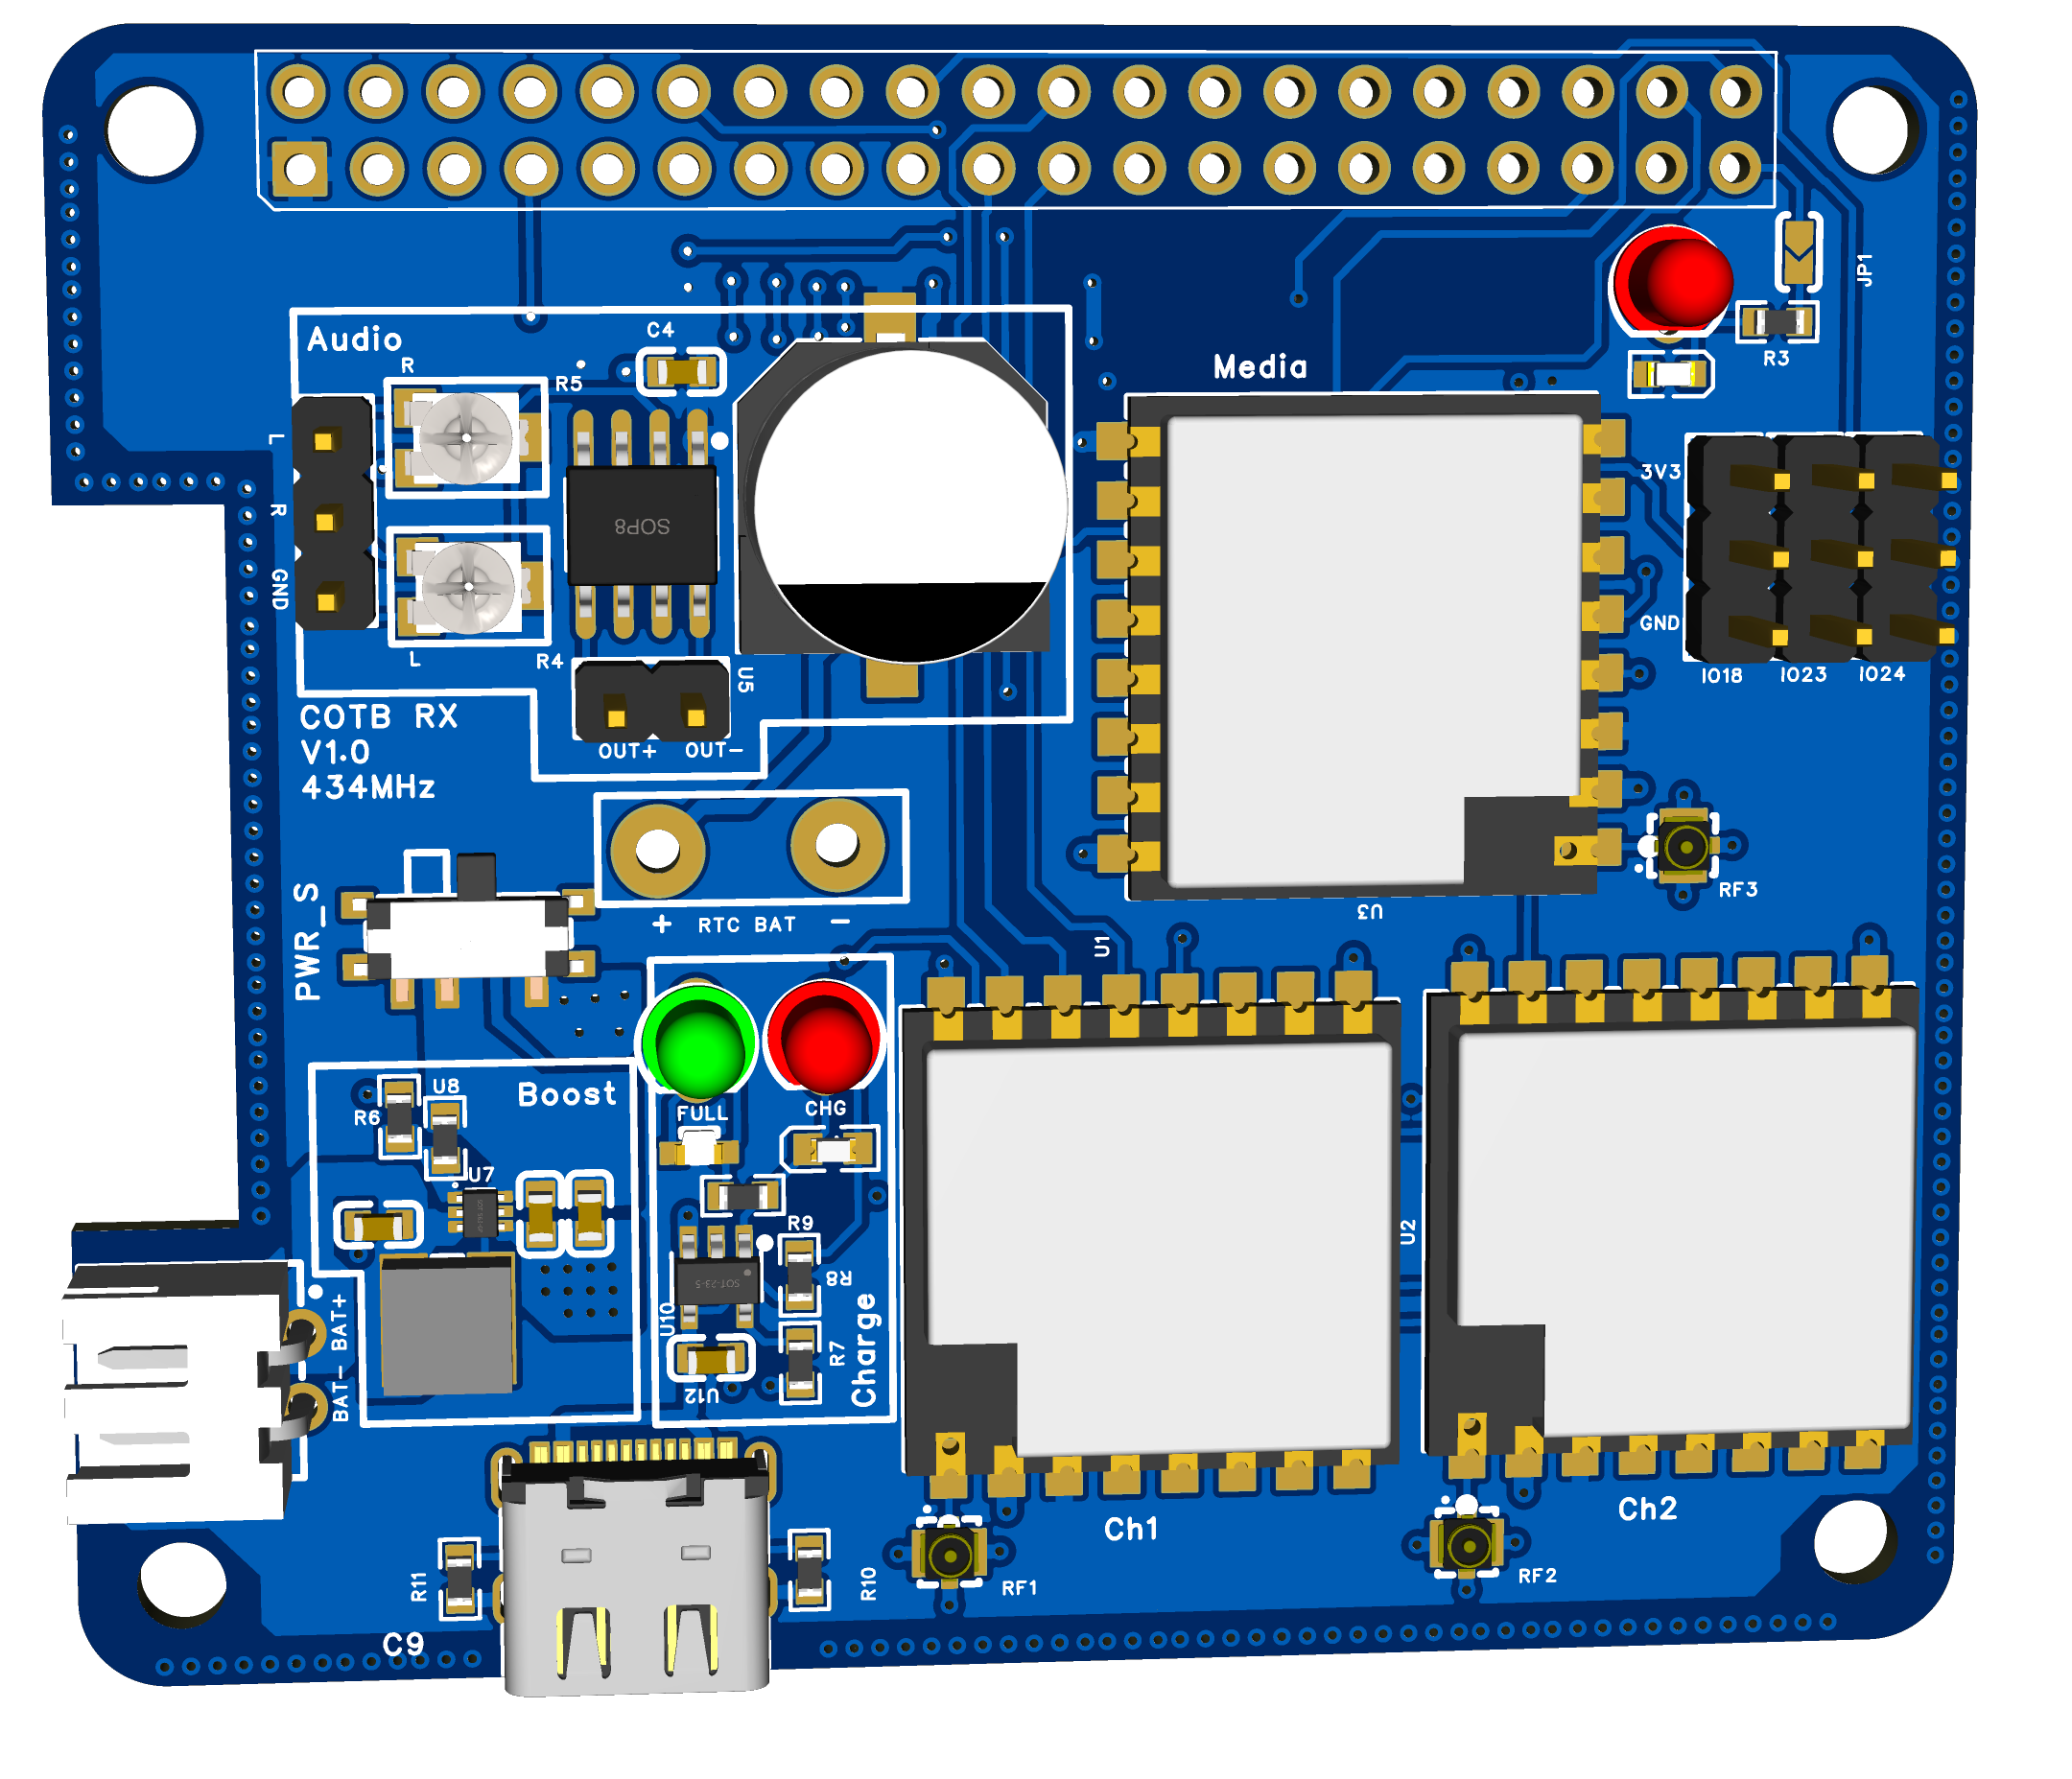 JP1
R3
Audio
C4
R
R5
Media
L
R
GND
SOP8
3V3
GND
L
R4
U5
IO18
IO23
IO24
COTB RX
V1.0
434MHz
OUT+
OUT-
RF3
U3
+ RTC BAT -
PWR_S
U1
Boost
U8
R6
U7
FULL
CHG
R9
R8
U2
SOT-23-5
U10
Charge
R7
U12
BAT+
BAT-
Ch1
Ch2
RF1
RF2
R11
R10
C9